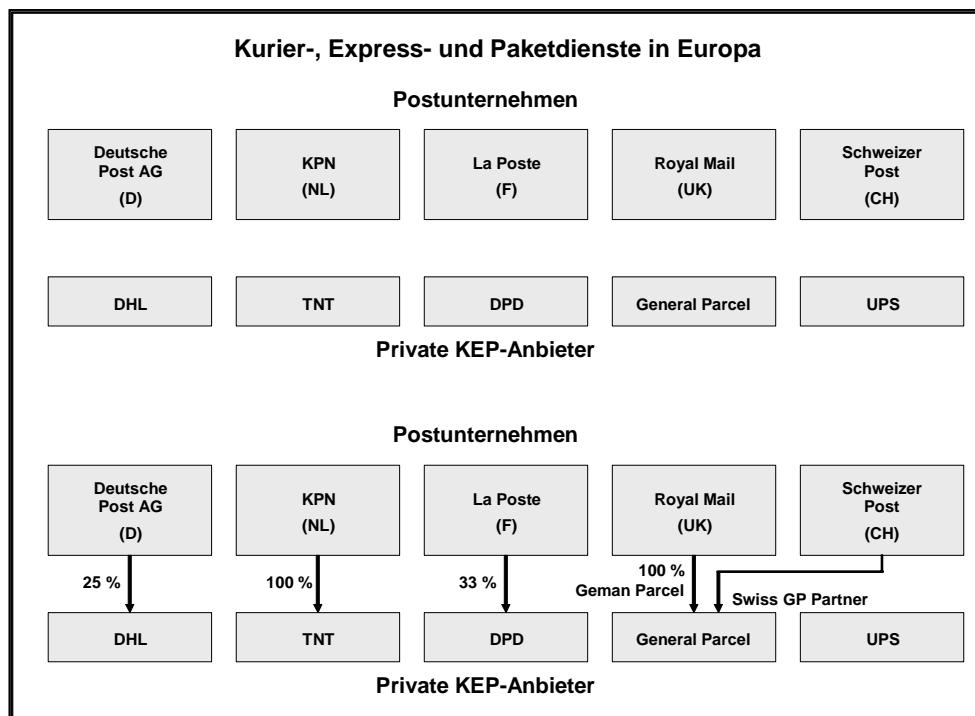 Kurier-, Express- und Paketdienste in Europa
Postunternehmen
Deutsche
Post AG
(D)
KPN
(NL)
La Poste
(F)
Royal Mail
(UK)
Schweizer
Post
(CH)
DHL
TNT
DPD
General Parcel
UPS
Private KEP-Anbieter
Postunternehmen
Deutsche
Post AG
(D)
KPN
(NL)
La Poste
(F)
Royal Mail
(UK)
Schweizer
Post
(CH)
25 %
100 %
33 %
100 %
Geman Parcel
Swiss GP Partner
DHL
TNT
DPD
General Parcel
UPS
Private KEP-Anbieter